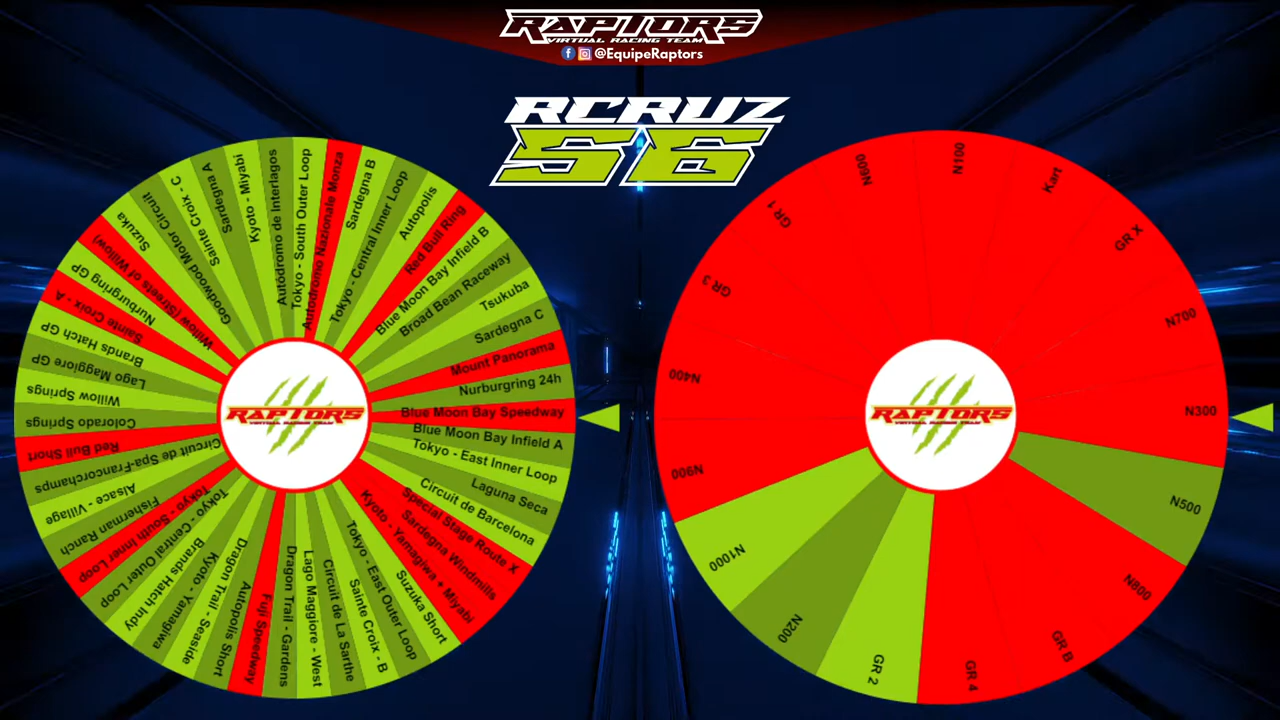 RAPTORS
VIRTUAL RACING TEAM
@EquipeRaptors
RCRUZ
56
Autódromo de Interlagos
Tokyo - South Outer Loop
Autodromo Nazionale Monza
Sardegna B
Tokyo - Central Inner Loop
Autopolis
Red Bull Ring
Blue Moon Bay Infield B
Broad Bean Raceway
Tsukuba
Sardegna C
Mount Panorama
Nurburgring 24h
Blue Moon Bay Speedway
Blue Moon Bay Infield A
Tokyo - East Inner Loop
Laguna Seca
Circuit de Barcelona
Special Stage Route X
Sardegna Windmills
Kyoto - Yamagiwa + Miyabi
Suzuka Short
Tokyo - East Outer Loop
Sainte Croix - B
Circuit de La Sarthe
Lago Maggiore - West
Dragon Trail - Gardens
Fuji Speedway
Autopolis Short
Dragon Trail - Seaside
Kyoto - Yamagiwa
Brands Hatch Indy
Tokyo - Central Outer Loop
Tokyo - South Inner Loop
Fisherman Ranch
Alsace - Village
Circuit de Spa-Francorchamps
Red Bull Short
Colorado Springs
Willow Springs
Lago Maggiore GP
Brands Hatch GP
Sainte Croix - A
Nurburgring GP
Willow (Streets of Willow)
Suzuka
Goodwood Motor Circuit
Sainte Croix - C
Sardegna A
Kyoto - Miyabi
RAPTORS
VIRTUAL RACING TEAM
N600
N100
Kart
GR X
N700
N300
N500
N800
GR B
GR 4
GR 2
N200
N1000
N900
N400
GR 3
GR 1
RAPTORS
VIRTUAL RACING TEAM